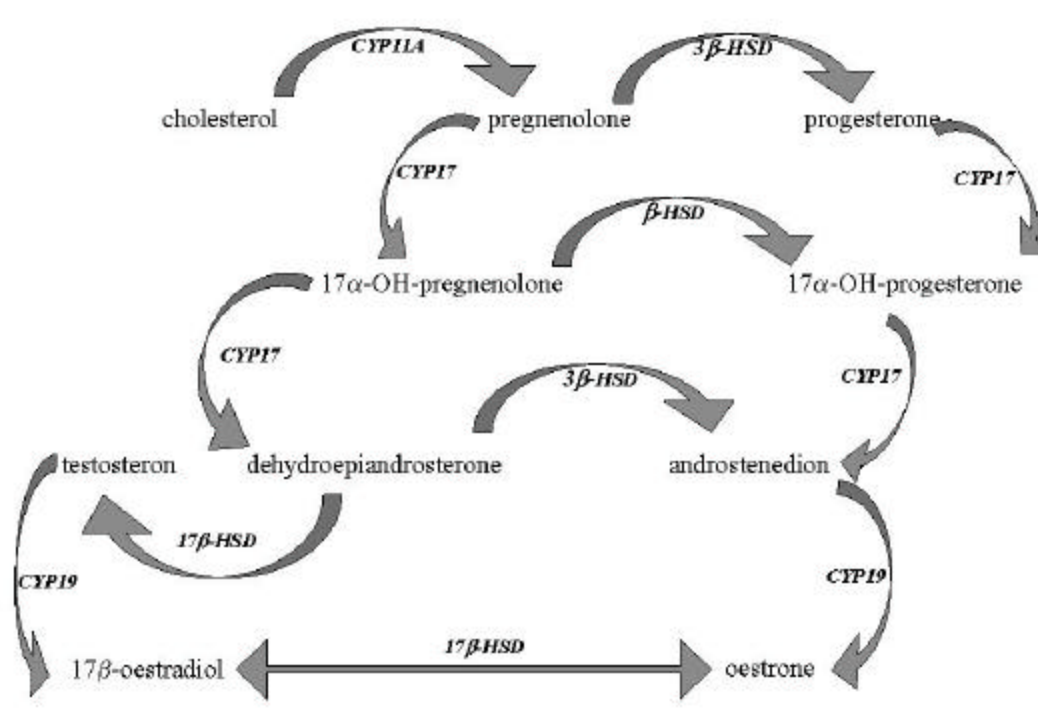 CYP11A
3β-HSD
cholesterol
pregnenolone
progesterone
CYP17
CYP17
β-HSD
17α-OH-pregnenolone
17α-OH-progesterone
CYP17
3β-HSD
CYP17
testosteron
dehydroepiandrosterone
androstenedion
17β-HSD
CYP19
CYP19
17β-HSD
17β-oestradiol
oestrone